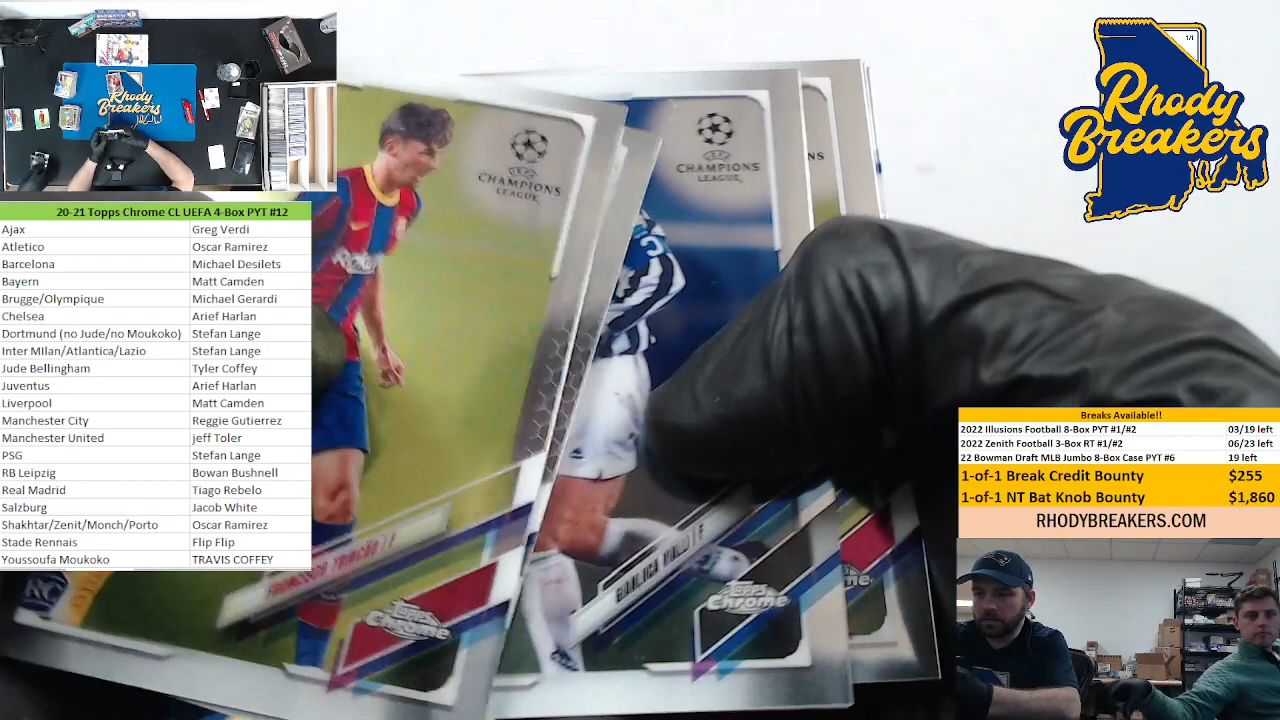 20-21 Topps Chrome CL UEFA 4-Box PYT #12
Ajax Greg Verdi
Atletico Oscar Ramirez
Barcelona Michael Desilets
Bayern Matt Camden
Brugge/Olympique Michael Gerardi
Chelsea Arief Harlan
Dortmund (no Jude/no Moukoko) Stefan Lange
Inter MIlan/Atlantica/Lazio Stefan Lange
Jude Bellingham Tyler Coffey
Juventus Arief Harlan
Liverpool Matt Camden
Manchester City Reggie Gutierrez
Manchester United jeff Toler
PSG Stefan Lange
RB Leipzig Bowan Bushnell
Real Madrid Tiago Rebelo
Salzburg Jacob White
Shakhtar/Zenit/Monch/Porto Oscar Ramirez
Stade Rennais Flip Flip
Youssoufa Moukoko TRAVIS COFFEY
Rhody
Breakers
UEFA
CHAMPIONS
LEAGUE
UEFA
CHAMPIONS
LEAGUE
NS
Topps
Chrome
Topps
Chrome
1/1
Rhody
Breakers
Breaks Available!!
2022 Illusions Football 8-Box PYT #1/#2 03/19 left
2022 Zenith Football 3-Box RT #1/#2 06/23 left
22 Bowman Draft MLB Jumbo 8-Box Case PYT #6 19 left
1-of-1 Break Credit Bounty $255
1-of-1 NT Bat Knob Bounty $1,860
RHODYBREAKERS.COM